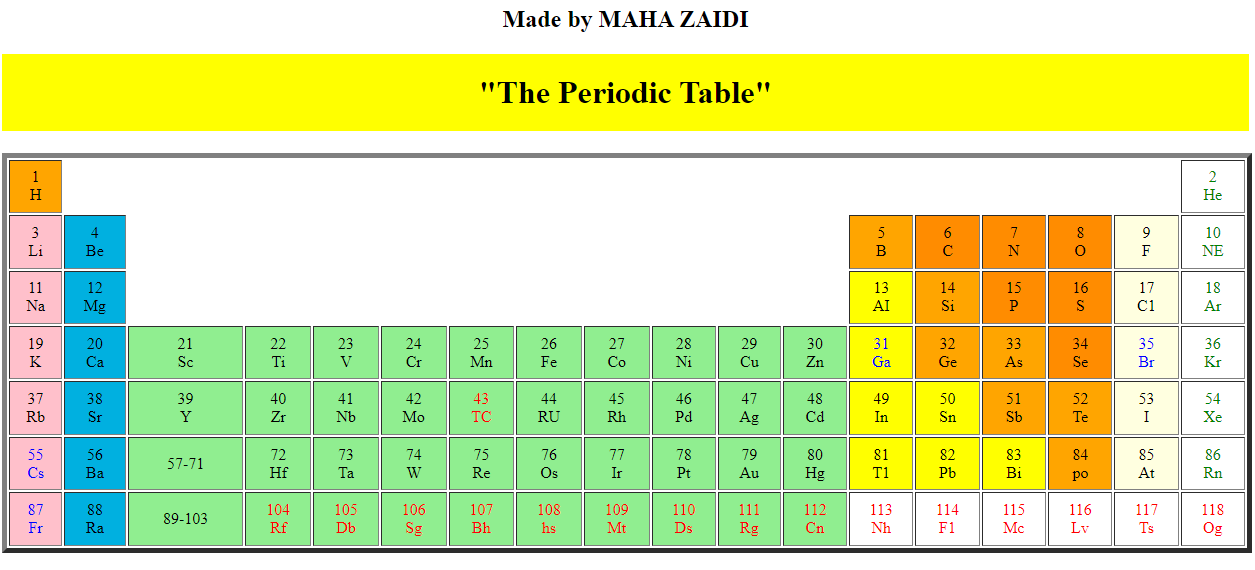 Made by MAHA ZAIDI
"The Periodic Table"
1 2
H He
3 4 5 6 7 8 9 10
Li Be B C N O F NE
11 12 13 14 15 16 17 18
Na Mg AI Si P S C1 Ar
19 20 21 22 23 24 25 26 27 28 29 30 31 32 33 34 35 36
K Ca Sc Ti V Cr Mn Fe Co Ni Cu Zn Ga Ge As Se Br Kr
37 38 39 40 41 42 43 44 45 46 47 48 49 50 51 52 53 54
Rb Sr Y Zr Nb Mo TC RU Rh Pd Ag Cd In Sn Sb Te I Xe
55 56 57-71 72 73 74 75 76 77 78 79 80 81 82 83 84 85 86
Cs Ba Hf Ta W Re Os Ir Pt Au Hg T1 Pb Bi po At Rn
87 88 89-103 104 105 106 107 108 109 110 111 112 113 114 115 116 117 118
Fr Ra Rf Db Sg Bh hs Mt Ds Rg Cn Nh F1 Mc Lv Ts Og